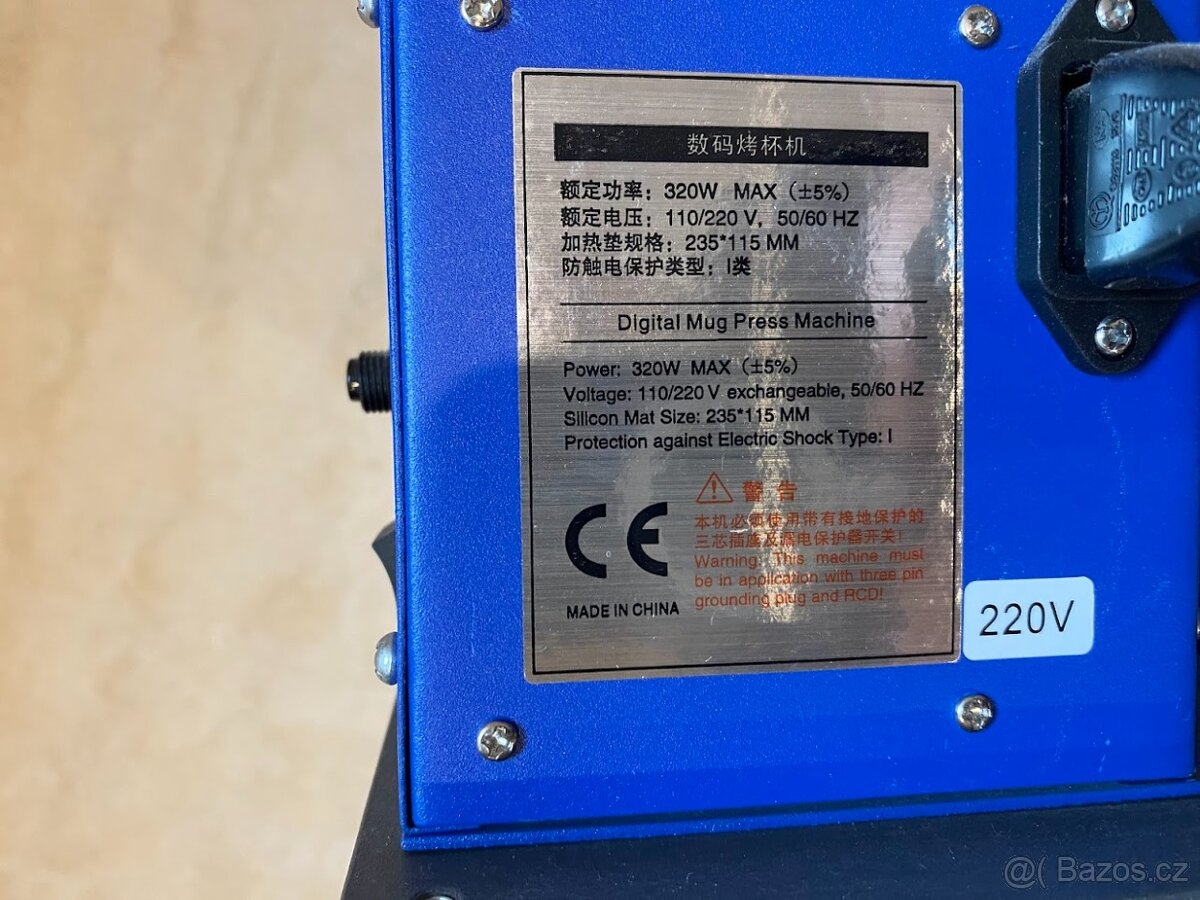 数码烤杯机
额定功率：320W MAX（±5%）
额定电压：110/220 V，50/60 HZ
加热垫规格：235*115 MM
防触电保护类型：I类
Digital Mug Press Machine
Power: 320W MAX（±5%）
Voltage: 110/220 V exchangeable, 50/60 HZ
Silicon Mat Size: 235*115 MM
Protection against Electric Shock Type: I
警告
本机必须使用带有接地保护的
三芯插座及漏电保护器开关！
Warning: This machine must
be in application with three pin
grounding plug and RCD!
CE
MADE IN CHINA
220V
@( Bazos.cz